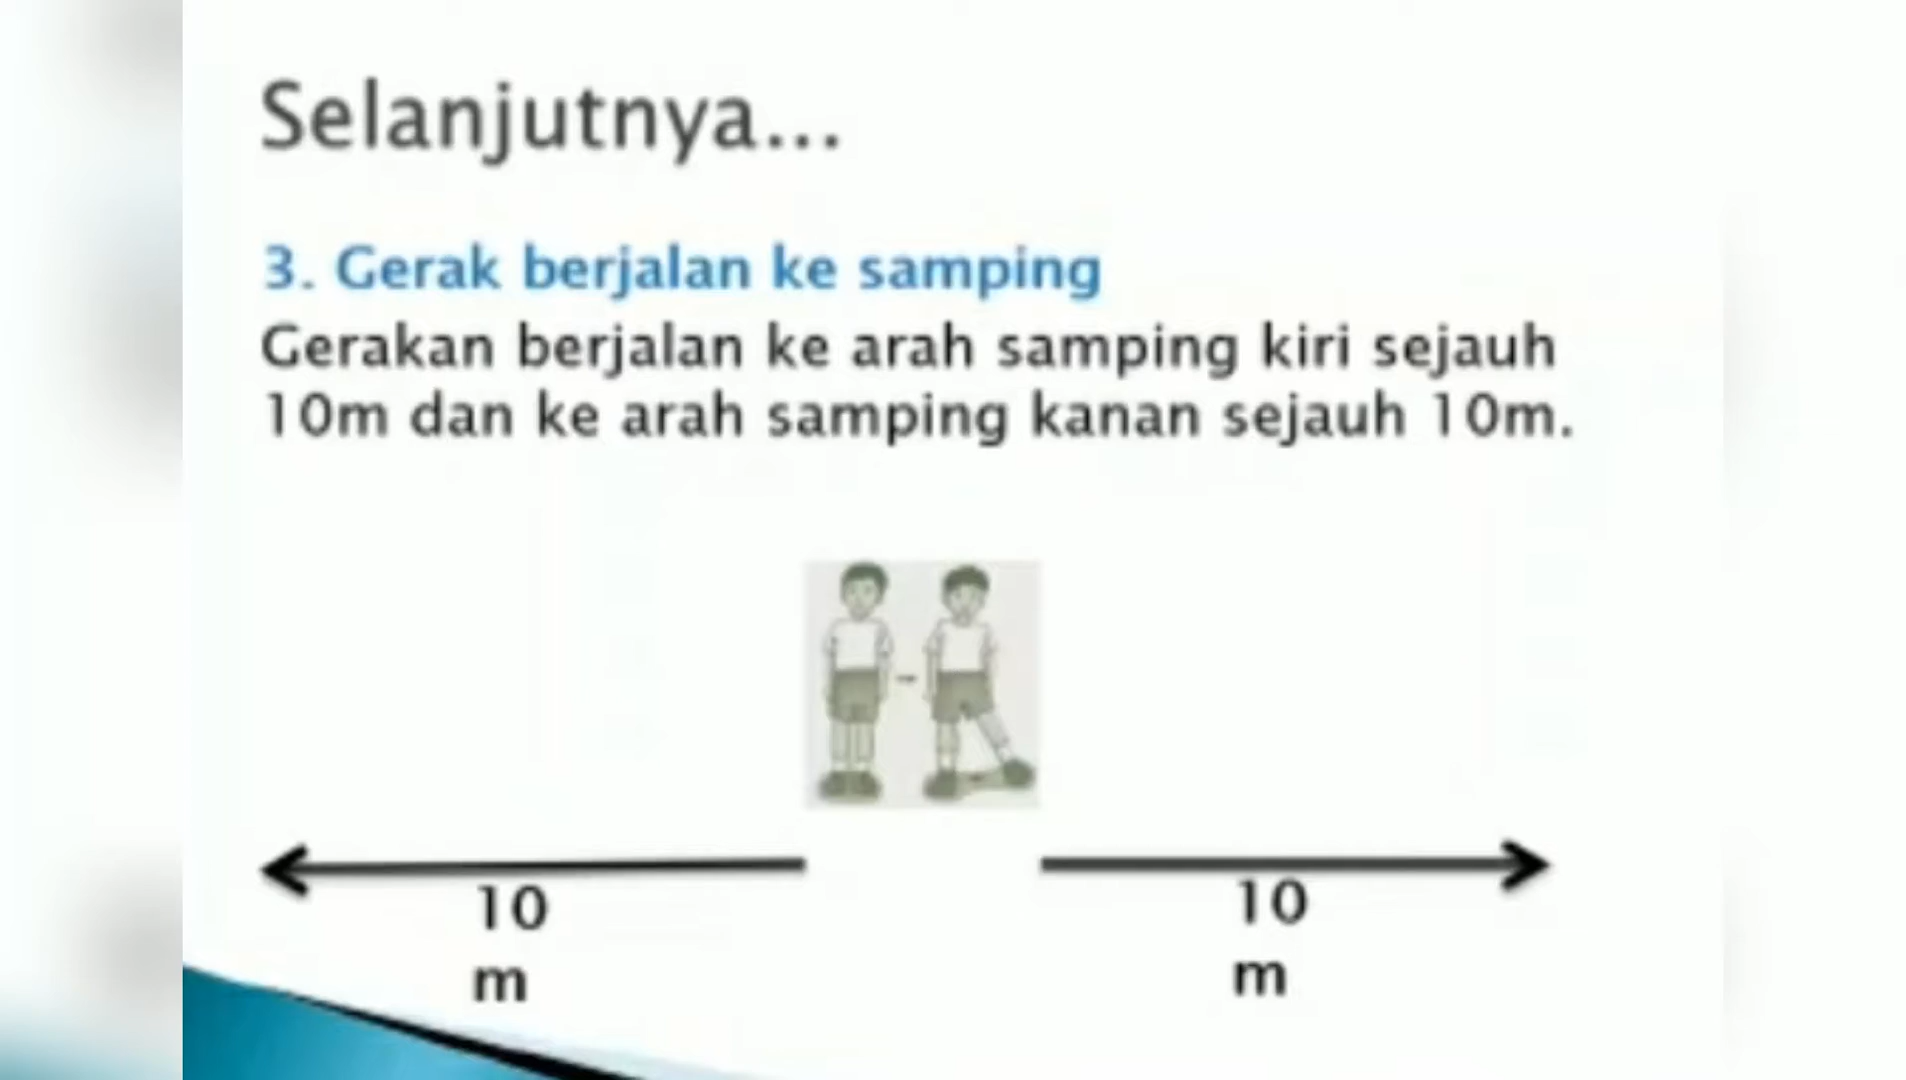 Selanjutnya...
3. Gerak berjalan ke samping
Gerakan berjalan ke arah samping kiri sejauh
10m dan ke arah samping kanan sejauh 10m.
10
m
10
m